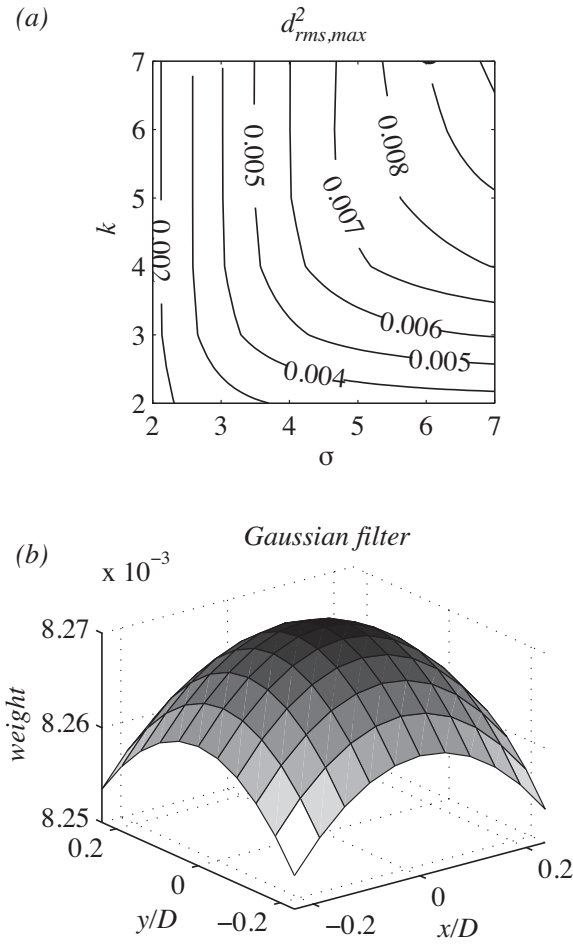 (a)
d²rms,max
7
6
5
4
3
2
k
0.002
0.005
0.007
0.008
0.006
0.005
0.004
2 3 4 5 6 7
σ
(b)
Gaussian filter
x 10⁻³
8.27
8.26
8.25
weight
0.2
0
−0.2
y/D
−0.2
0
0.2
x/D